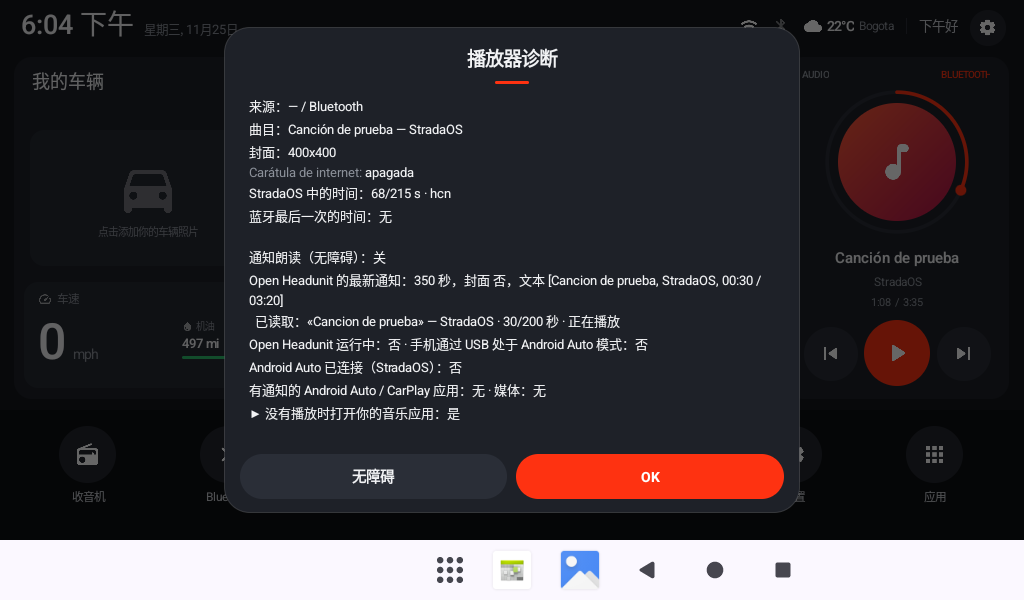 6:04 下午
星期三, 11月25日
22°C Bogota
下午好
我的车辆
点击添加你的车辆照片
车速
0 mph
机油
497 mi
播放器诊断
来源：— / Bluetooth
曲目：Canción de prueba — StradaOS
封面：400x400
Carátula de internet: apagada
StradaOS 中的时间：68/215 s · hcn
蓝牙最后一次的时间：无
通知朗读（无障碍）：关
Open Headunit 的最新通知：350 秒，封面 否，文本 [Cancion de prueba, StradaOS, 00:30 /
03:20]
已读取：«Cancion de prueba» — StradaOS · 30/200 秒 · 正在播放
Open Headunit 运行中：否 · 手机通过 USB 处于 Android Auto 模式：否
Android Auto 已连接（StradaOS）：否
有通知的 Android Auto / CarPlay 应用：无 · 媒体：无
► 没有播放时打开你的音乐应用：是
无障碍
OK
AUDIO
BLUETOOTH
Canción de prueba
StradaOS
1:08 / 3:35
收音机
Blue
置
应用